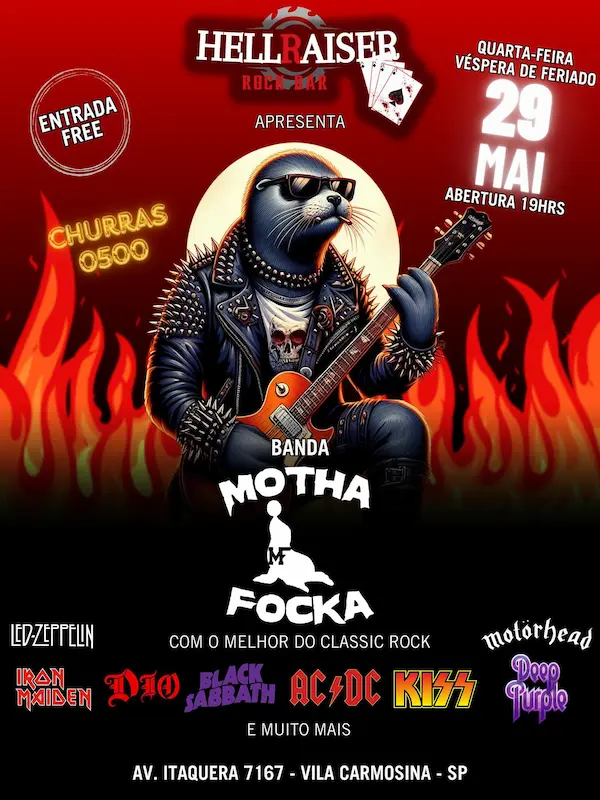 HELLRAISER
ROCK BAR
APRESENTA
ENTRADA
FREE
QUARTA-FEIRA
VÉSPERA DE FERIADO
29
MAI
ABERTURA 19HRS
CHURRAS
0500
BANDA
MOTHA
MF
FOCKA
COM O MELHOR DO CLASSIC ROCK
LED-ZEPPELIN
motörhead
IRON
MAIDEN
DIO
BLACK
SABBATH
AC DC
KISS
Deep
Purple
E MUITO MAIS
AV. ITAQUERA 7167 - VILA CARMOSINA - SP